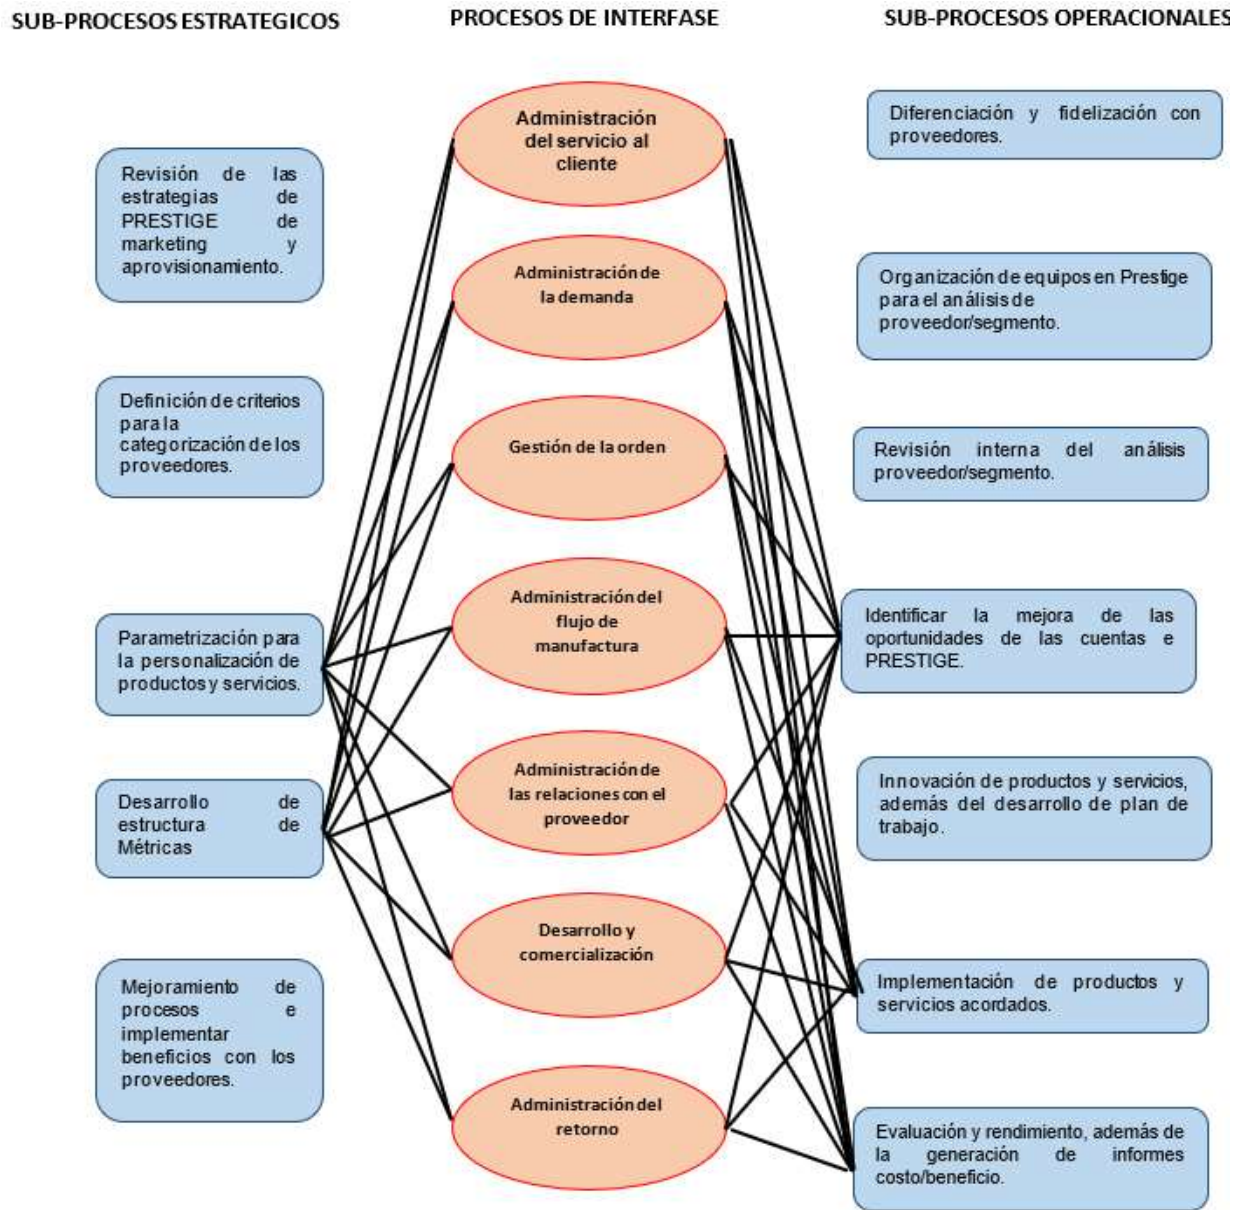 SUB-PROCESOS ESTRATEGICOS
PROCESOS DE INTERFASE
SUB-PROCESOS OPERACIONALES
Revisión de las
estrategias de
PRESTIGE de
marketing y
aprovisionamiento.
Definición de criterios
para la
categorización de los
proveedores.
Parametrización para
la personalización de
productos y servicios.
Desarrollo de
estructura de
Métricas
Mejoramiento de
procesos e
implementar
beneficios con los
proveedores.
Administración
del servicio al
cliente
Administración de
la demanda
Gestión de la orden
Administración del
flujo de
manufactura
Administración de
las relaciones con el
proveedor
Desarrollo y
comercialización
Administración del
retorno
Diferenciación y fidelización con
proveedores.
Organización de equipos en Prestige
para el análisis de
proveedor/segmento.
Revisión interna del análisis
proveedor/segmento.
Identificar la mejora de las
oportunidades de las cuentas e
PRESTIGE.
Innovación de productos y servicios,
además del desarrollo de plan de
trabajo.
Implementación de productos y
servicios acordados.
Evaluación y rendimiento, además de
la generación de informes
costo/beneficio.